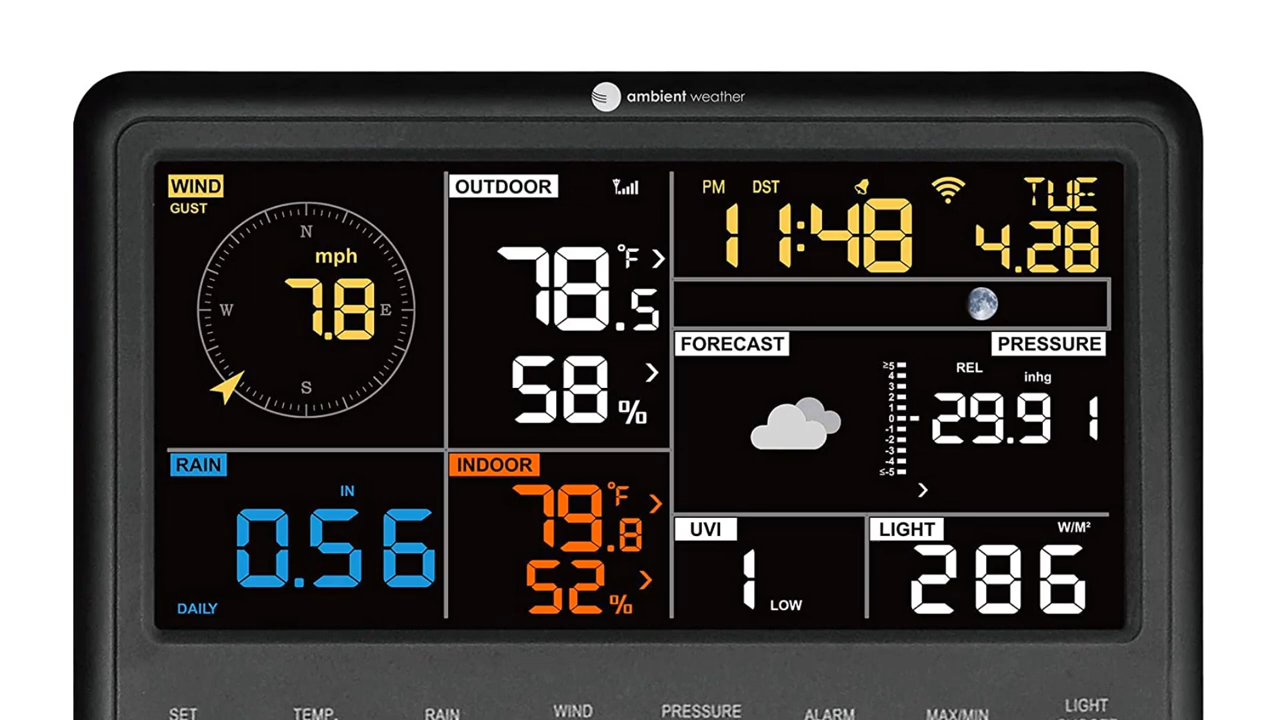 ambient weather
WIND
GUST
N
mph
7.8
W
E
S
OUTDOOR
78.5 °F
58 %
PM DST
11:48
TUE
4.28
FORECAST
PRESSURE
≥5
4
3
2
1
0
-1
-2
-3
-4
≤-5
REL
inhg
29.91
RAIN
IN
0.56
DAILY
INDOOR
79.8 °F
52 %
UVI
1 LOW
LIGHT
W/M²
286
SET TEMP. RAIN WIND PRESSURE ALARM MAX/MIN LIGHT